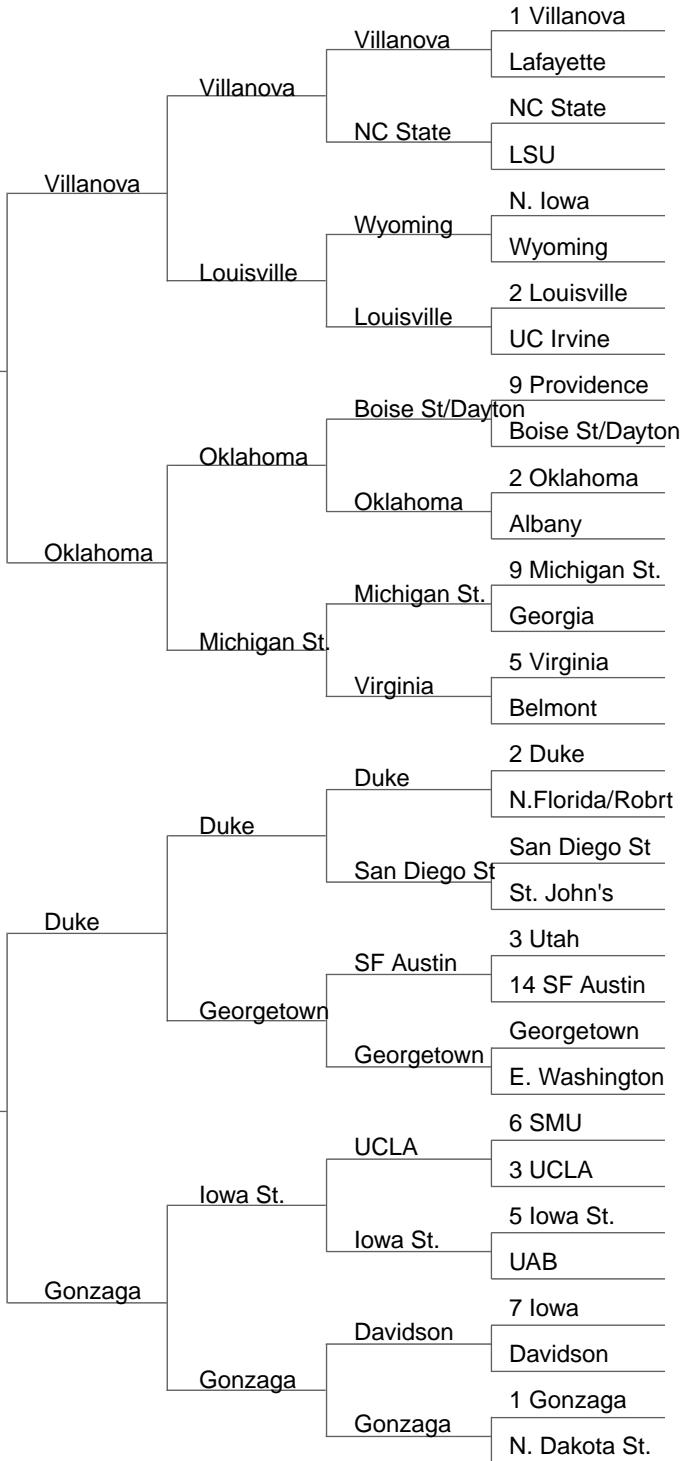 1 Villanova
Villanova
Lafayette
Villanova
NC State
NC State
LSU
Villanova
N. Iowa
Wyoming
Wyoming
Louisville
2 Louisville
Louisville
UC Irvine
9 Providence
Boise St/Dayton
Boise St/Dayton
Oklahoma
2 Oklahoma
Oklahoma
Albany
Oklahoma
9 Michigan St.
Michigan St.
Georgia
Michigan St.
5 Virginia
Virginia
Belmont
2 Duke
Duke
N.Florida/Robrt
Duke
San Diego St
San Diego St
St. John's
Duke
3 Utah
SF Austin
14 SF Austin
Georgetown
Georgetown
Georgetown
E. Washington
6 SMU
UCLA
3 UCLA
Iowa St.
5 Iowa St.
Iowa St.
UAB
Gonzaga
7 Iowa
Davidson
Davidson
Gonzaga
1 Gonzaga
Gonzaga
N. Dakota St.